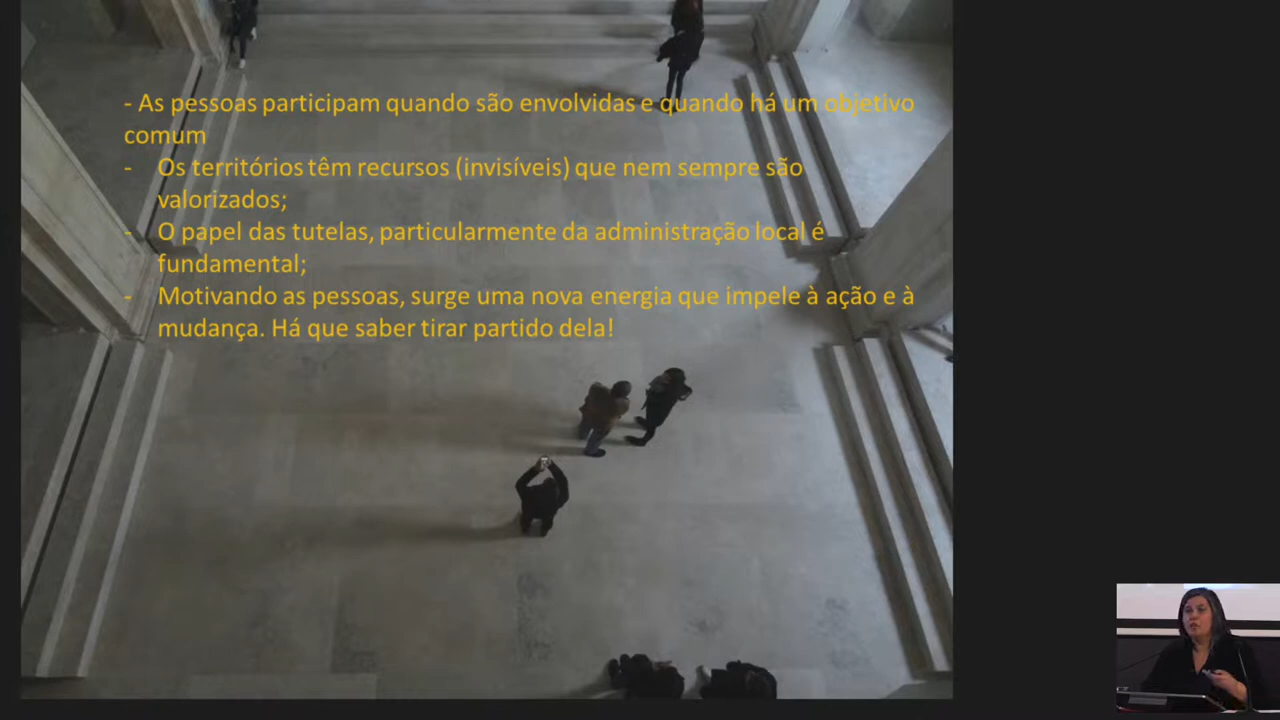 - As pessoas participam quando são envolvidas e quando há um objetivo
comum
- Os territórios têm recursos (invisíveis) que nem sempre são
valorizados;
- O papel das tutelas, particularmente da administração local é
fundamental;
- Motivando as pessoas, surge uma nova energia que impele à ação e à
mudança. Há que saber tirar partido dela!